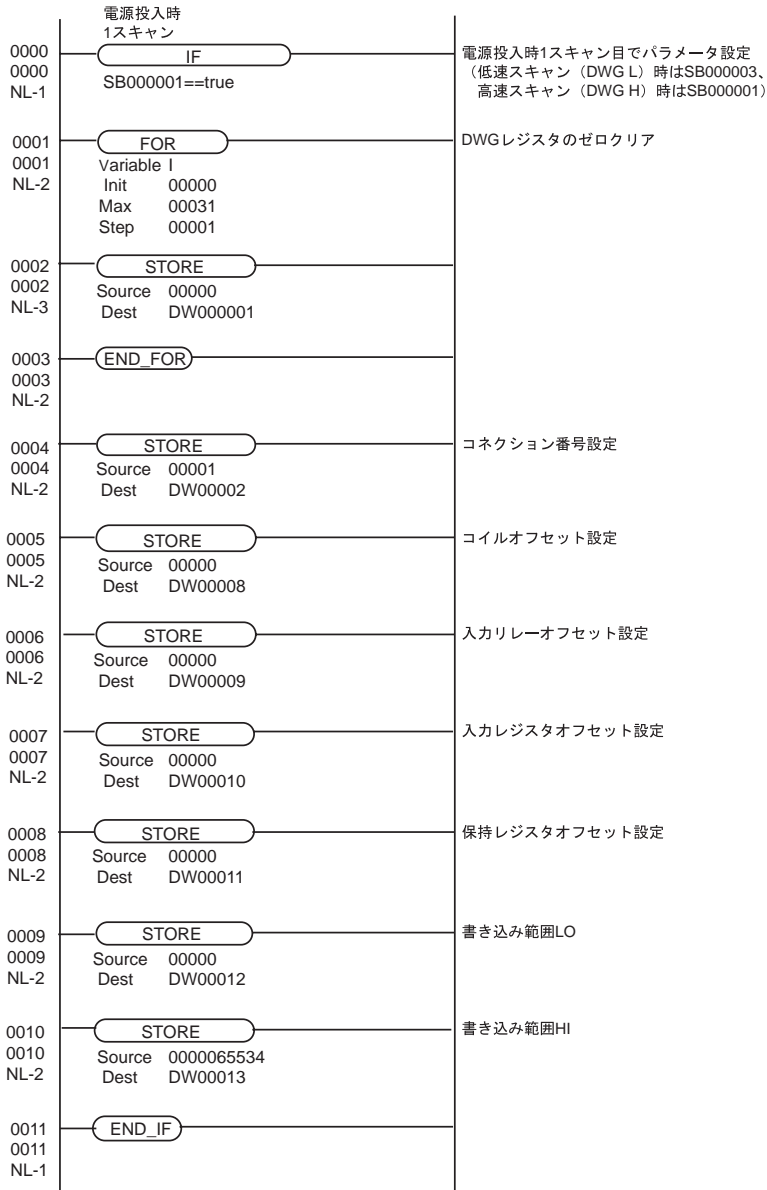 電源投入時
1スキャン
0000
0000
NL-1
IF
SB000001==true
電源投入時1スキャン目でパラメータ設定
（低速スキャン（DWG L）時はSB000003、
高速スキャン（DWG H）時はSB000001）
0001
0001
NL-2
FOR
Variable I
Init 00000
Max 00031
Step 00001
DWGレジスタのゼロクリア
0002
0002
NL-3
STORE
Source 00000
Dest DW000001
0003
0003
NL-2
END_FOR
0004
0004
NL-2
STORE
Source 00001
Dest DW00002
コネクション番号設定
0005
0005
NL-2
STORE
Source 00000
Dest DW00008
コイルオフセット設定
0006
0006
NL-2
STORE
Source 00000
Dest DW00009
入力リレーオフセット設定
0007
0007
NL-2
STORE
Source 00000
Dest DW00010
入力レジスタオフセット設定
0008
0008
NL-2
STORE
Source 00000
Dest DW00011
保持レジスタオフセット設定
0009
0009
NL-2
STORE
Source 00000
Dest DW00012
書き込み範囲LO
0010
0010
NL-2
STORE
Source 0000065534
Dest DW00013
書き込み範囲HI
0011
0011
NL-1
END_IF